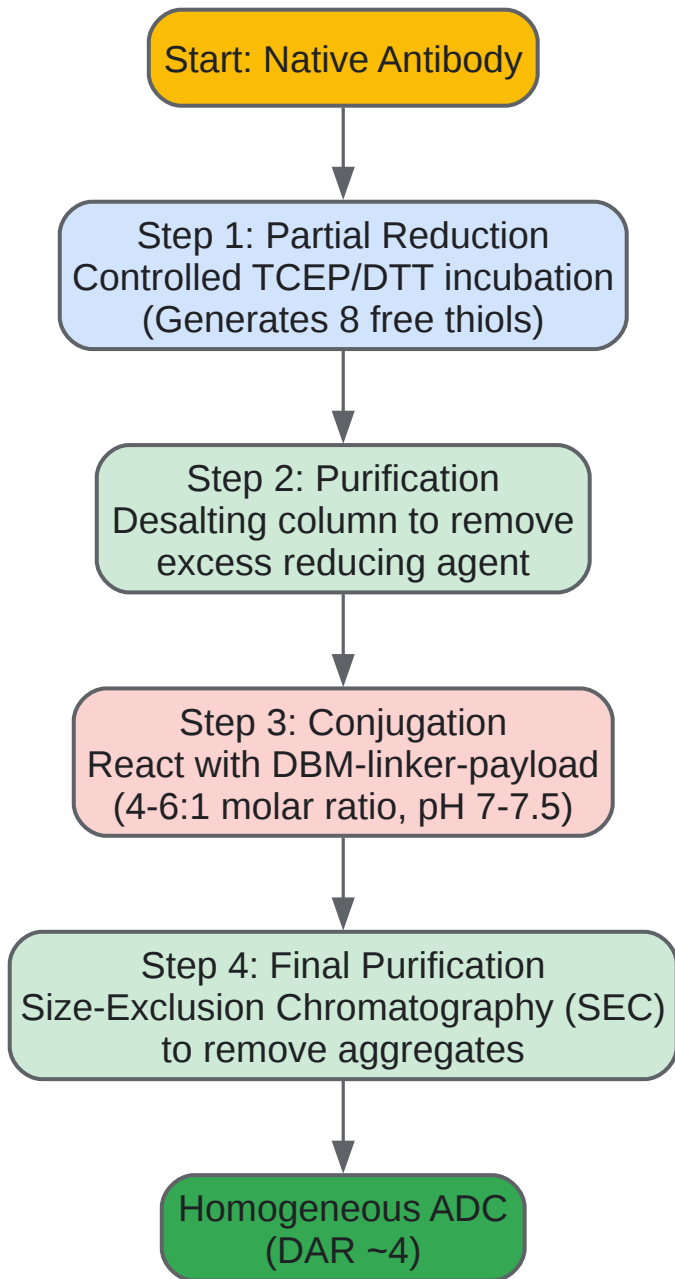 Start: Native Antibody
Step 1: Partial Reduction
Controlled TCEP/DTT incubation
(Generates 8 free thiols)
Step 2: Purification
Desalting column to remove
excess reducing agent
Step 3: Conjugation
React with DBM-linker-payload
(4-6:1 molar ratio, pH 7-7.5)
Step 4: Final Purification
Size-Exclusion Chromatography (SEC)
to remove aggregates
Homogeneous ADC
(DAR ~4)